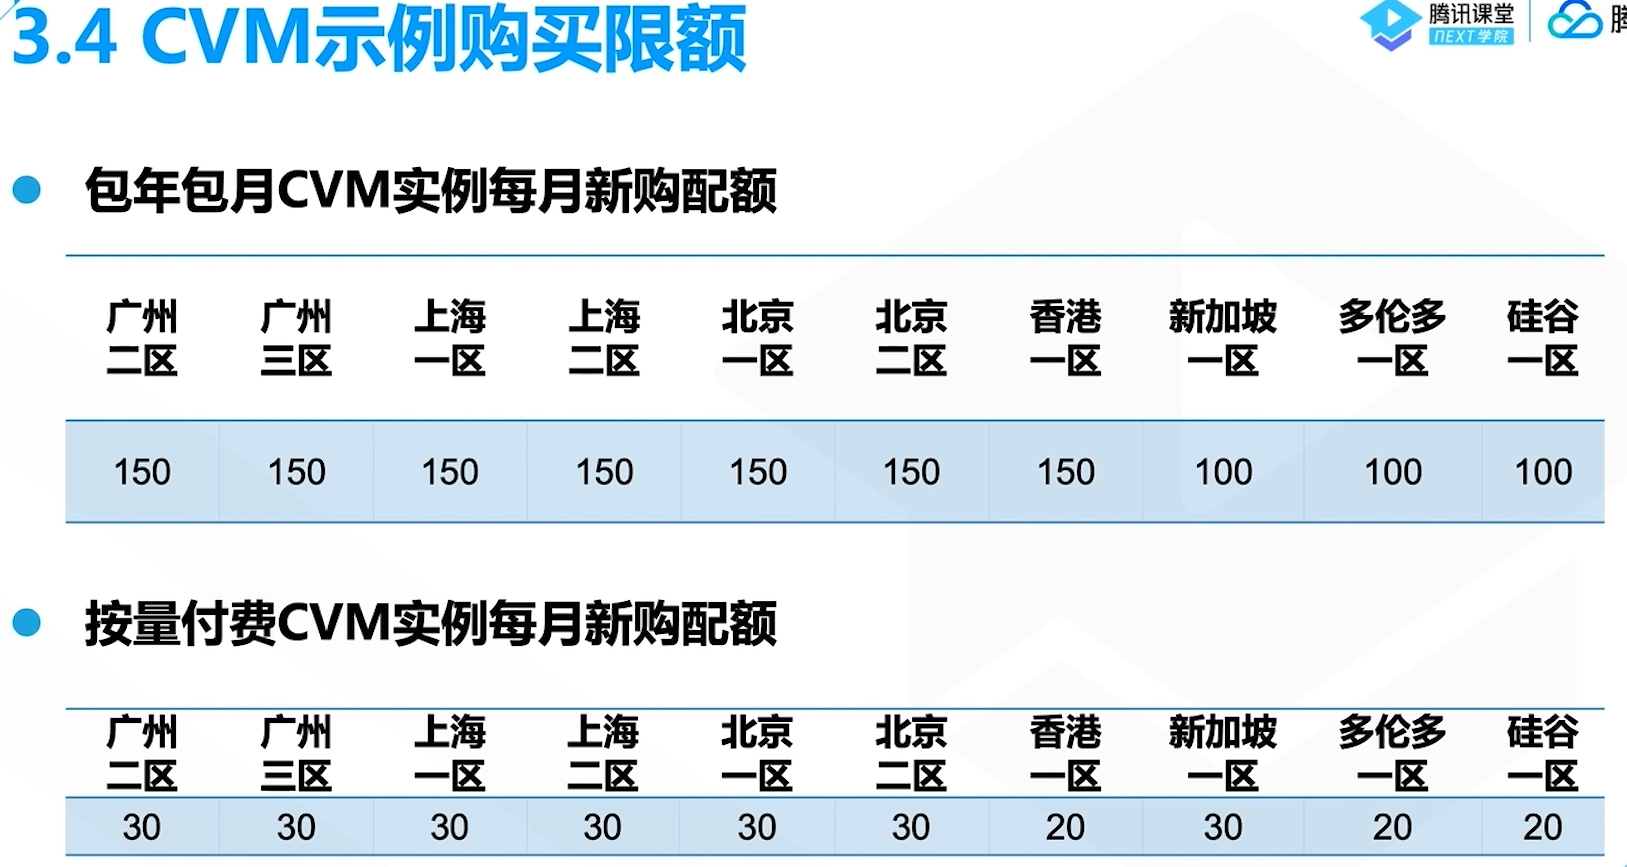 3.4 CVM示例购买限额
腾讯课堂
NEXT学院
包年包月CVM实例每月新购配额
广州二区 广州三区 上海一区 上海二区 北京一区 北京二区 香港一区 新加坡一区 多伦多一区 硅谷一区
150 150 150 150 150 150 150 100 100 100
按量付费CVM实例每月新购配额
广州二区 广州三区 上海一区 上海二区 北京一区 北京二区 香港一区 新加坡一区 多伦多一区 硅谷一区
30 30 30 30 30 30 20 30 20 20